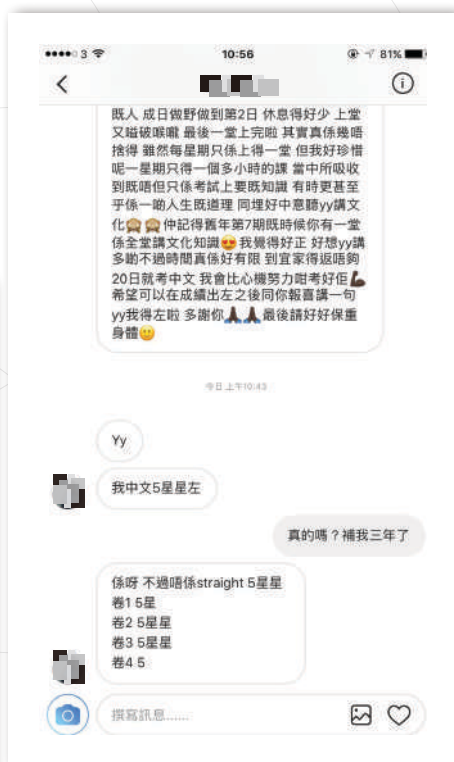 3 10:56 81%
既人 成日做野做到第2日 休息得好少 上堂
又嗌破喉嚨 最後一堂上完啦 其實真係幾唔
捨得 雖然每星期只係上得一堂 但我好珍惜
呢一星期只得一個多小時的課 當中所吸收
到既唔但只係考試上要既知識 有時更甚至
乎係一啲人生既道理 同埋好中意聽yy講文
化🙈🙈 仲記得舊年第7期既時候你有一堂
係全堂講文化知識😍我覺得好正 好想yy講
多啲不過時間真係好有限 到宜家得返唔夠
20日就考中文 我會比心機努力咁考好佢💪🏿
希望可以在成績出左之後同你報喜講一句
yy我得左啦 多謝你🙏🏿🙏🏿最後請好好保重
身體🙂
今日上午10:43
Yy
我中文5星星左
真的嗎？補我三年了
係呀 不過唔係straight 5星星
卷1 5星
卷2 5星星
卷3 5星星
卷4 5
撰寫訊息......